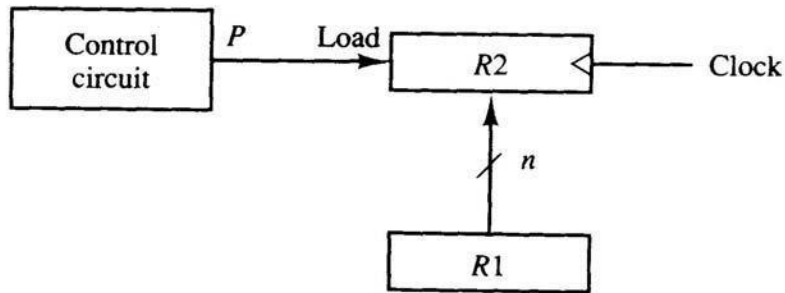 Control
circuit
P
Load
R2
Clock
n
R1